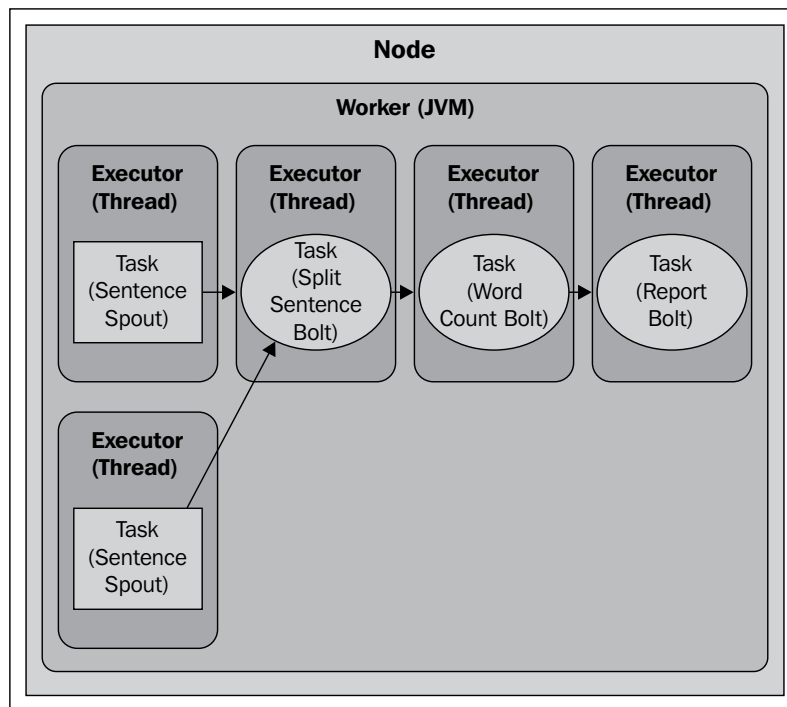 Node
Worker (JVM)
Executor
(Thread)
Task
(Sentence
Spout)
Executor
(Thread)
Task
(Split
Sentence
Bolt)
Executor
(Thread)
Task
(Word
Count Bolt)
Executor
(Thread)
Task
(Report
Bolt)
Executor
(Thread)
Task
(Sentence
Spout)